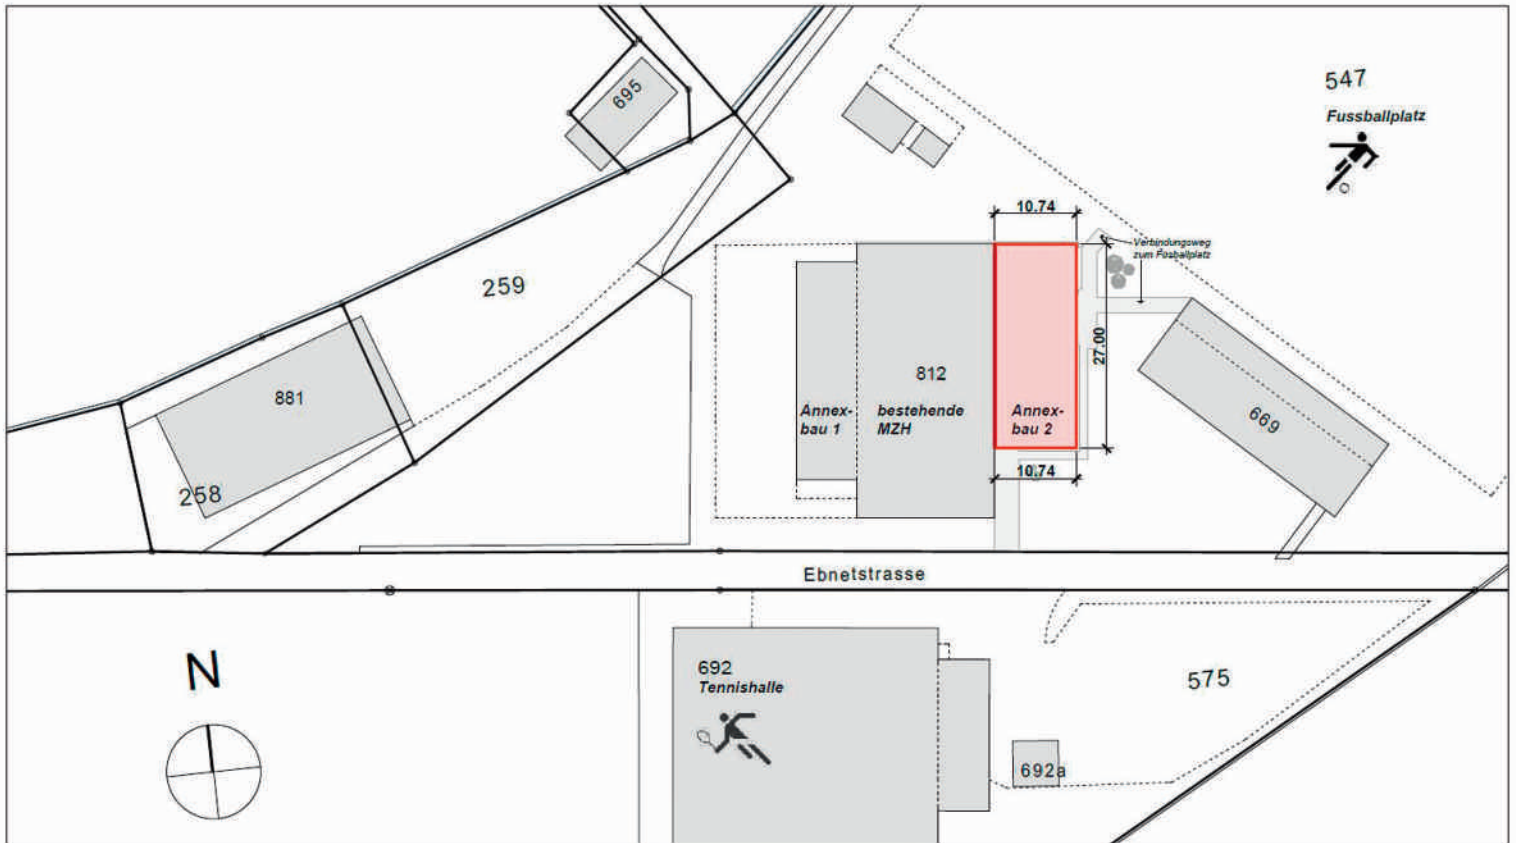 547
Fussballplatz
695
10.74
Verbindungsweg
zum Fusballplatz
259
27.00
812
881
Annex-
bau 1
bestehende
MZH
Annex-
bau 2
669
10.74
258
Ebnetstrasse
N
692
Tennishalle
575
692a